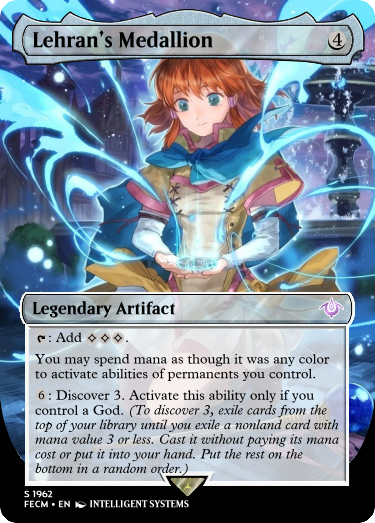 Lehran's Medallion 4
Legendary Artifact
: Add ◇◇◇.
You may spend mana as though it was any color
to activate abilities of permanents you control.
6 : Discover 3. Activate this ability only if you
control a God. (To discover 3, exile cards from the
top of your library until you exile a nonland card with
mana value 3 or less. Cast it without paying its mana
cost or put it into your hand. Put the rest on the
bottom in a random order.)
S 1962
FECM • EN INTELLIGENT SYSTEMS